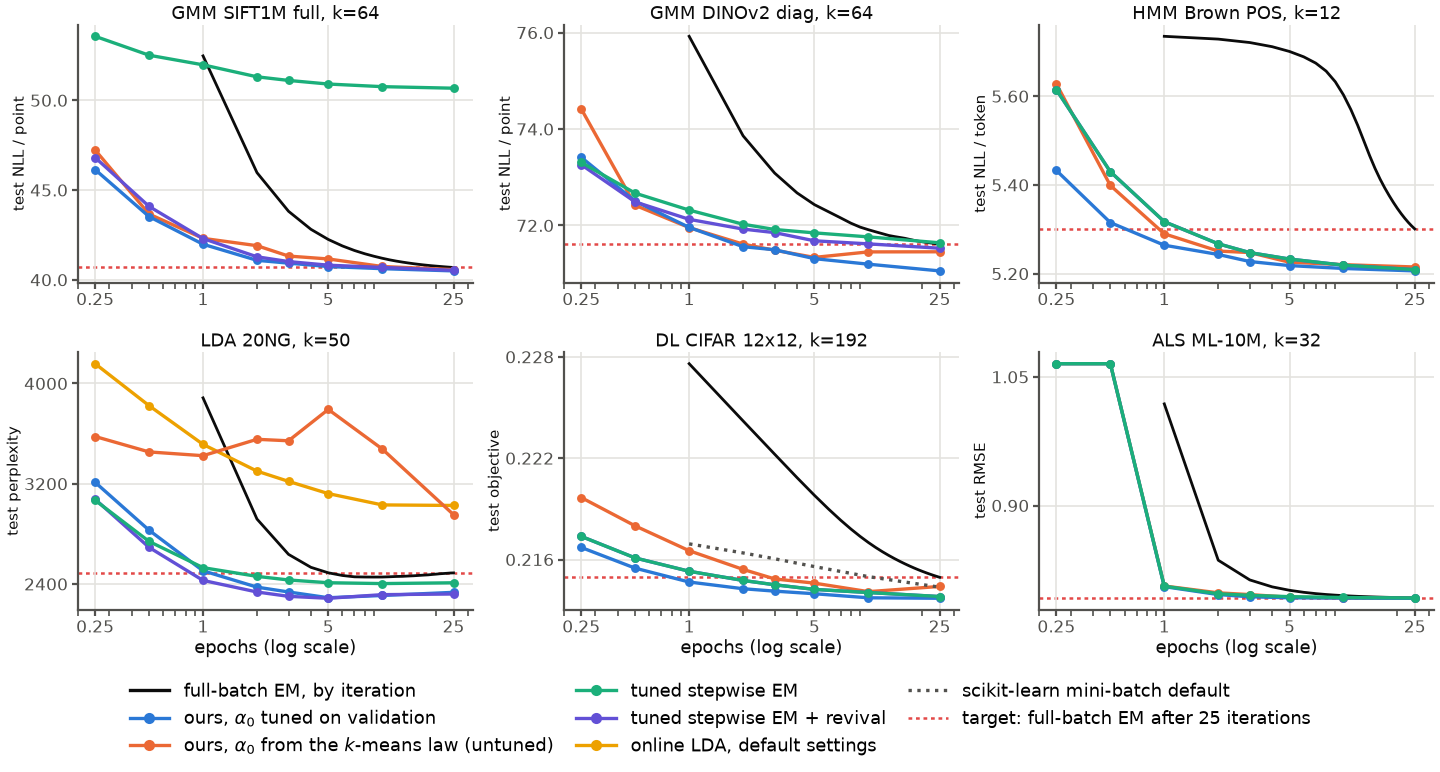 GMM SIFT1M full, k=64
test NLL / point
50.0
45.0
40.0
0.25
1
5
25
GMM DINOv2 diag, k=64
test NLL / point
76.0
74.0
72.0
0.25
1
5
25
HMM Brown POS, k=12
test NLL / token
5.60
5.40
5.20
0.25
1
5
25
LDA 20NG, k=50
test perplexity
4000
3200
2400
0.25
1
5
25
epochs (log scale)
DL CIFAR 12x12, k=192
test objective
0.228
0.222
0.216
0.25
1
5
25
epochs (log scale)
ALS ML-10M, k=32
test RMSE
1.05
0.90
0.25
1
5
25
epochs (log scale)
full-batch EM, by iteration
ours, α₀ tuned on validation
ours, α₀ from the k-means law (untuned)
tuned stepwise EM
tuned stepwise EM + revival
online LDA, default settings
scikit-learn mini-batch default
target: full-batch EM after 25 iterations